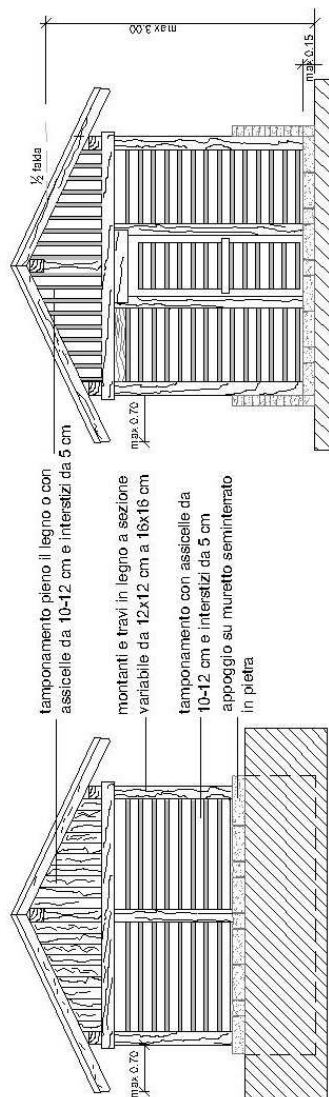 tamponamento pieno il legno o con
assicelle da 10-12 cm e interstizi da 5 cm
montanti e travi in legno a sezione
variabile da 12x12 cm a 16x16 cm
tamponamento con assicelle da
10-12 cm e interstizi da 5 cm
appoggio su muretto seminterrato
in pietra
max 0.70
max 0.70
½ falda
max 3.00
max 0.15